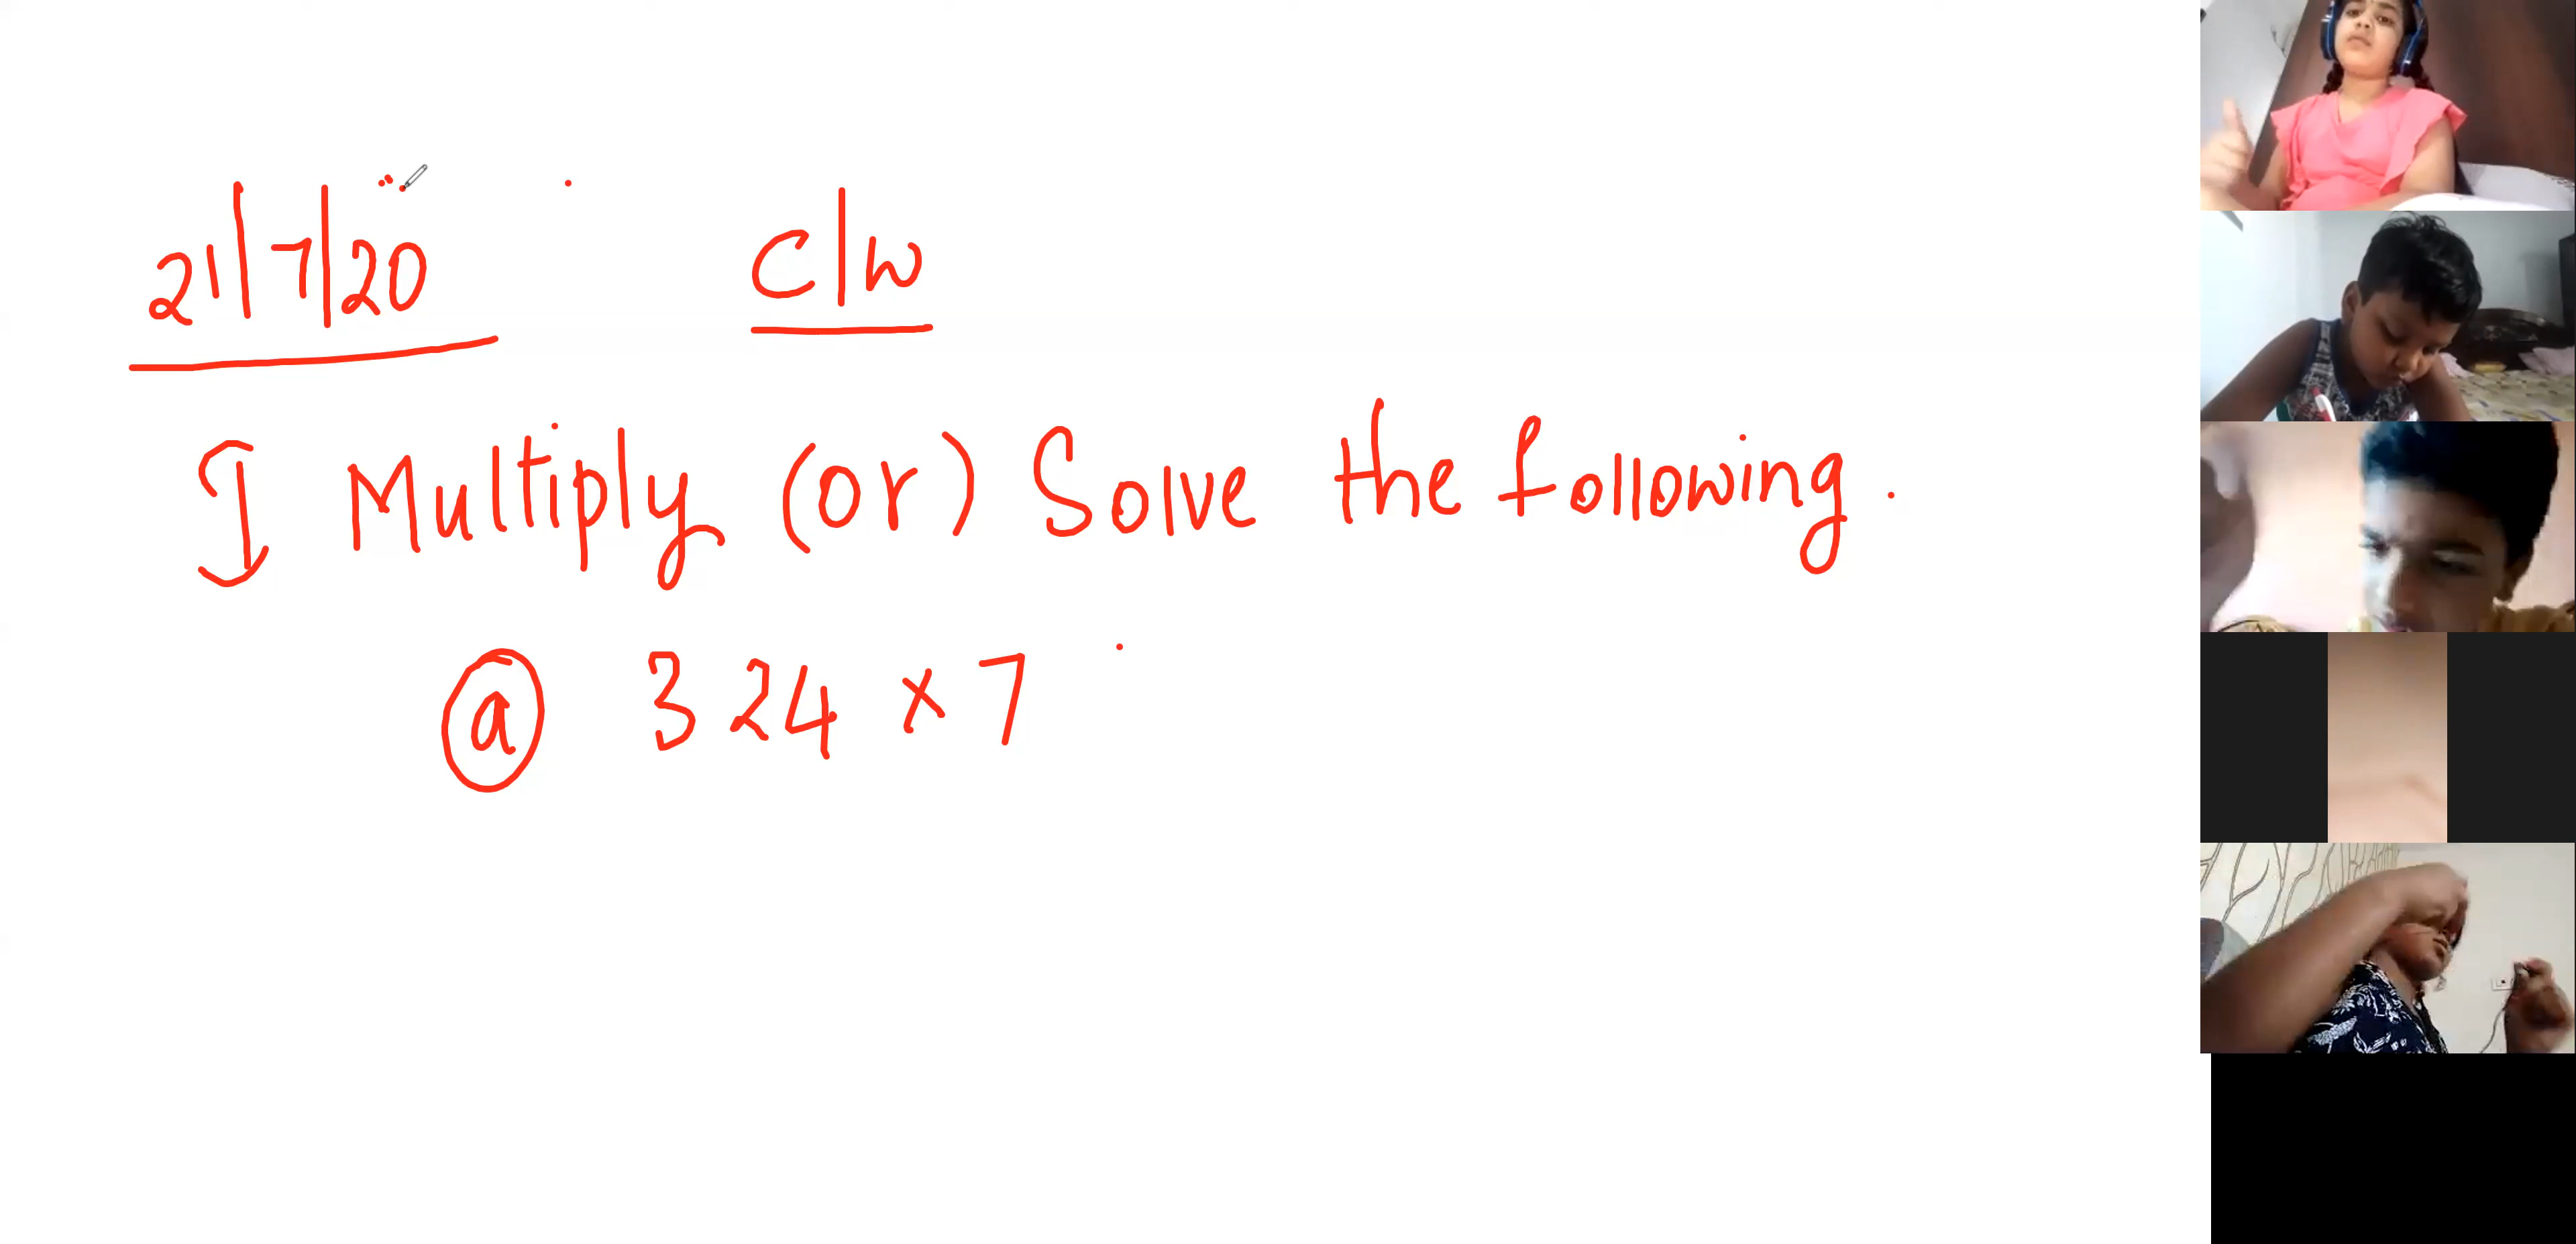 21/7/20 C/W
I Multiply (or) Solve the following.
(a) 324 × 7